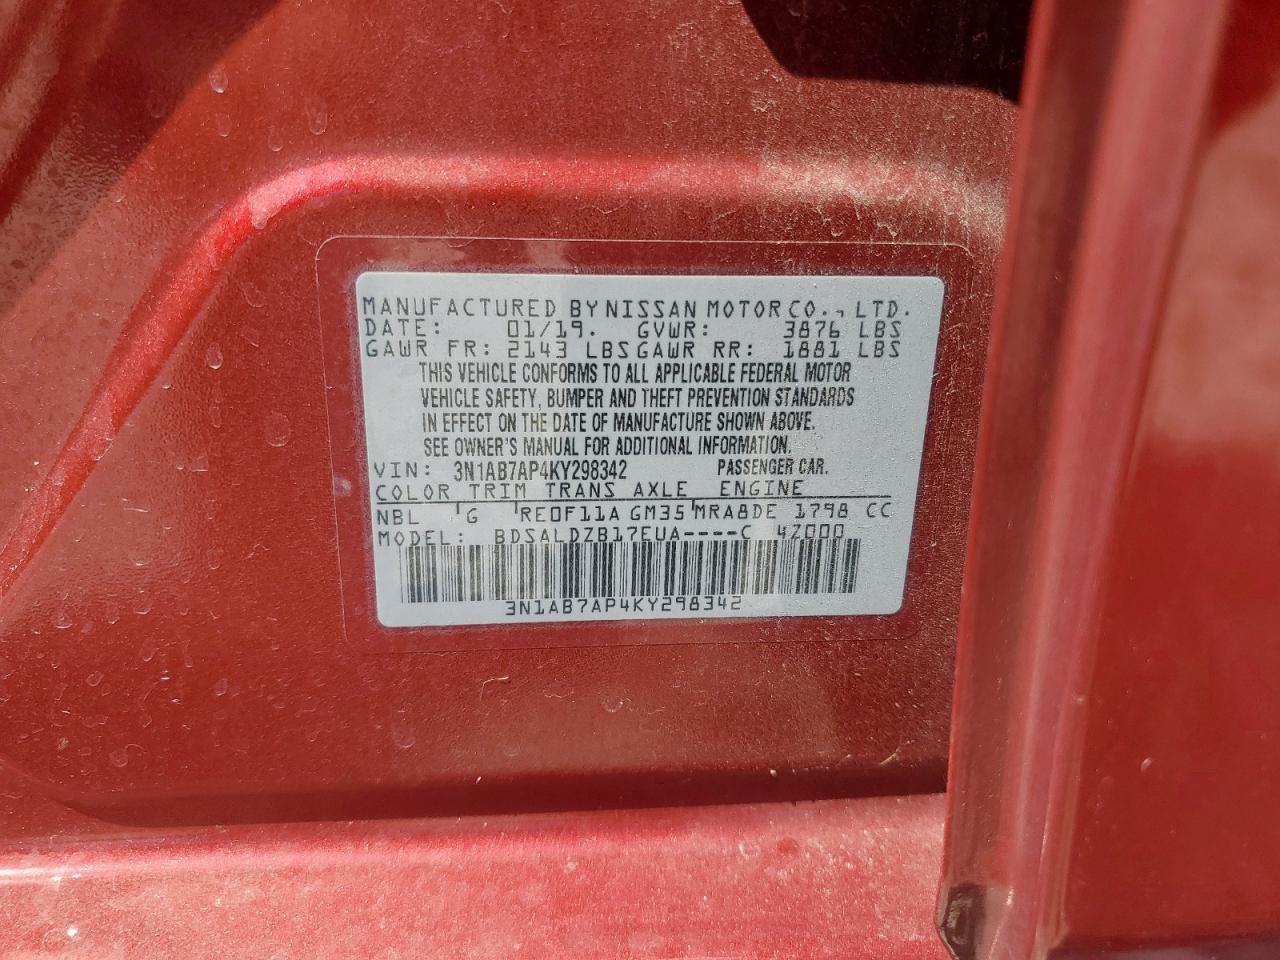 MANUFACTURED BY NISSAN MOTOR CO., LTD.
DATE: 01/19. GVWR: 3876 LBS
GAWR FR: 2143 LBS GAWR RR: 1881 LBS
THIS VEHICLE CONFORMS TO ALL APPLICABLE FEDERAL MOTOR
VEHICLE SAFETY, BUMPER AND THEFT PREVENTION STANDARDS
IN EFFECT ON THE DATE OF MANUFACTURE SHOWN ABOVE.
SEE OWNER'S MANUAL FOR ADDITIONAL INFORMATION.
VIN: 3N1AB7AP4KY298342 PASSENGER CAR.
COLOR TRIM TRANS AXLE ENGINE
NBL G RE0F11A GM35 MRA8DE 1798 CC
MODEL: BDSALDZB17EUA----C 4Z000
3N1AB7AP4KY298342